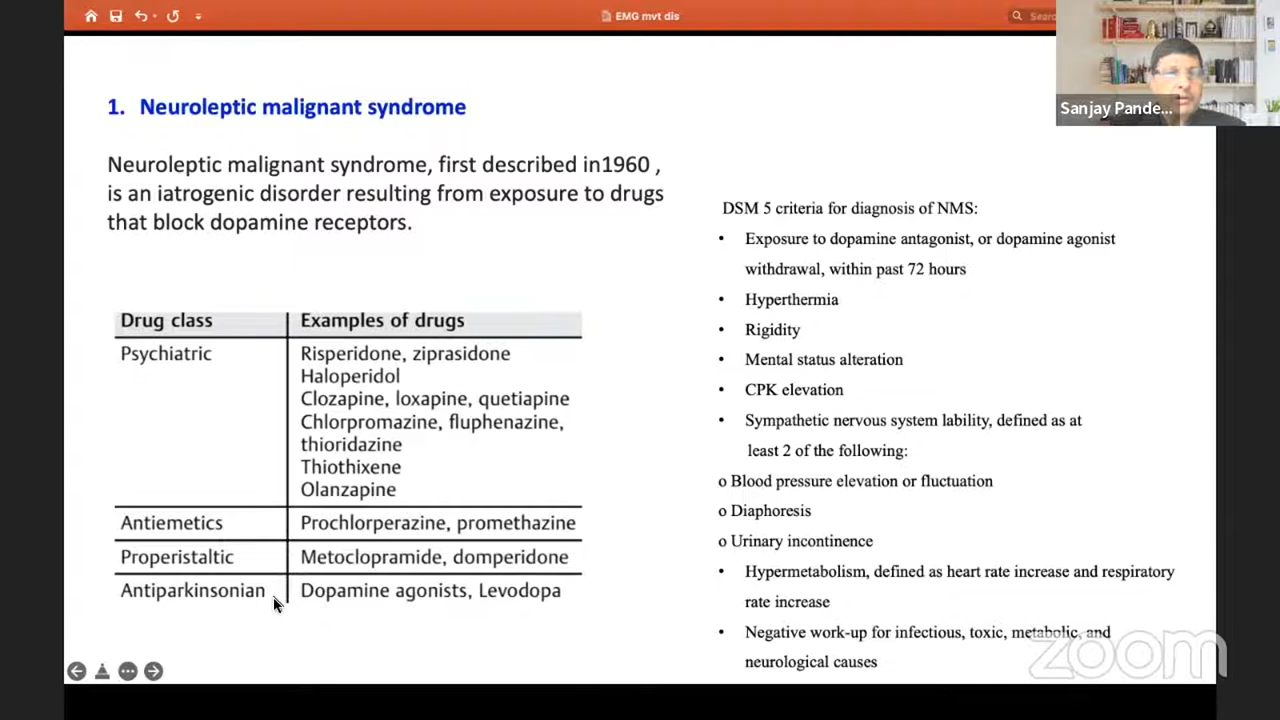 EMG mvt dis
Sear
Sanjay Pande...
1. Neuroleptic malignant syndrome
Neuroleptic malignant syndrome, first described in1960 ,
is an iatrogenic disorder resulting from exposure to drugs
that block dopamine receptors.
Drug class Examples of drugs
Psychiatric Risperidone, ziprasidone
Haloperidol
Clozapine, loxapine, quetiapine
Chlorpromazine, fluphenazine,
thioridazine
Thiothixene
Olanzapine
Antiemetics Prochlorperazine, promethazine
Properistaltic Metoclopramide, domperidone
Antiparkinsonian Dopamine agonists, Levodopa
DSM 5 criteria for diagnosis of NMS:
• Exposure to dopamine antagonist, or dopamine agonist
withdrawal, within past 72 hours
• Hyperthermia
• Rigidity
• Mental status alteration
• CPK elevation
• Sympathetic nervous system lability, defined as at
least 2 of the following:
o Blood pressure elevation or fluctuation
o Diaphoresis
o Urinary incontinence
• Hypermetabolism, defined as heart rate increase and respiratory
rate increase
• Negative work-up for infectious, toxic, metabolic, and
neurological causes
zoom